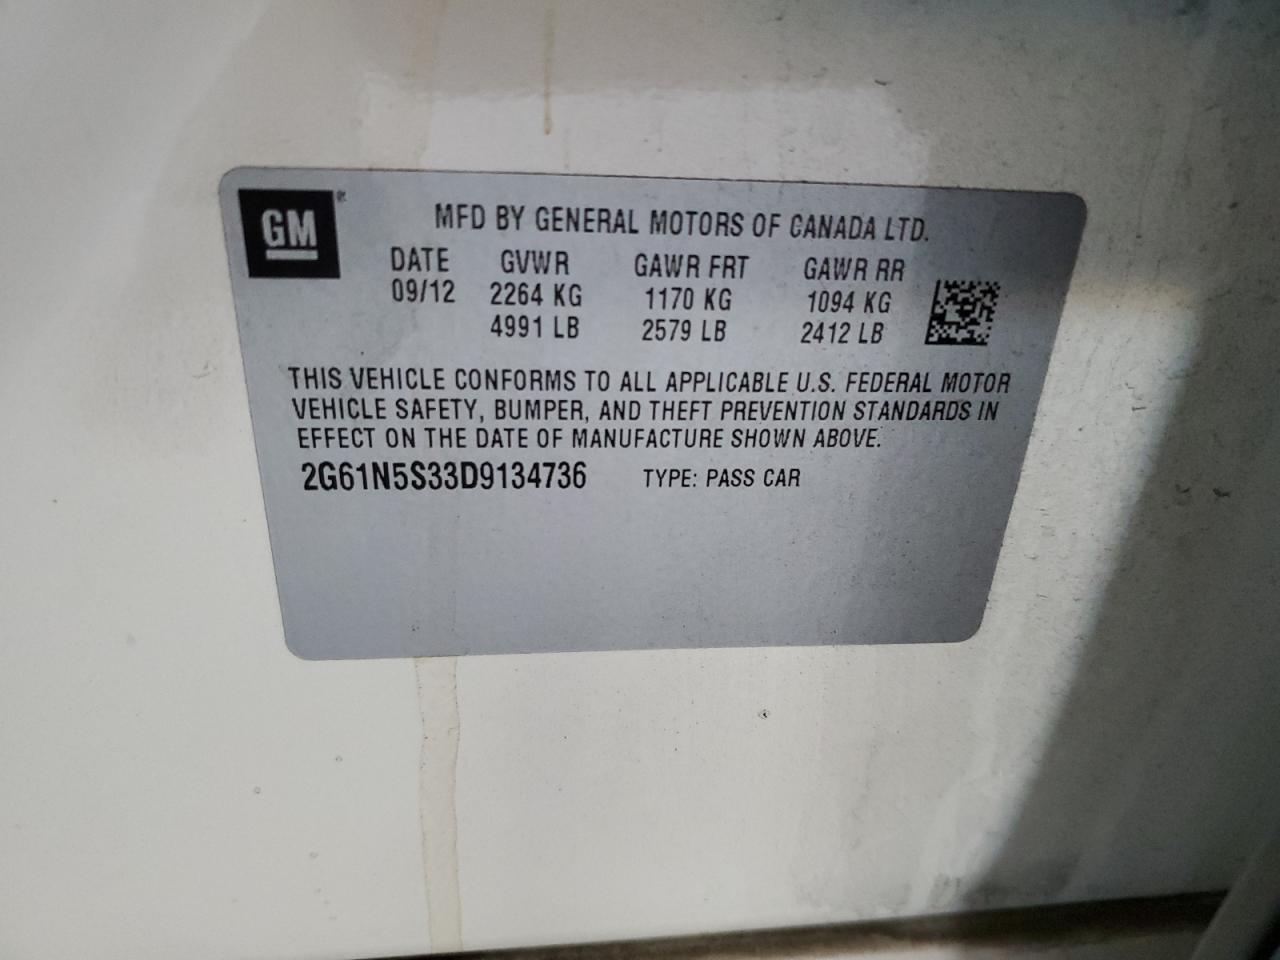 GM ®
MFD BY GENERAL MOTORS OF CANADA LTD.
DATE GVWR GAWR FRT GAWR RR
09/12 2264 KG 1170 KG 1094 KG
4991 LB 2579 LB 2412 LB
THIS VEHICLE CONFORMS TO ALL APPLICABLE U.S. FEDERAL MOTOR
VEHICLE SAFETY, BUMPER, AND THEFT PREVENTION STANDARDS IN
EFFECT ON THE DATE OF MANUFACTURE SHOWN ABOVE.
2G61N5S33D9134736 TYPE: PASS CAR